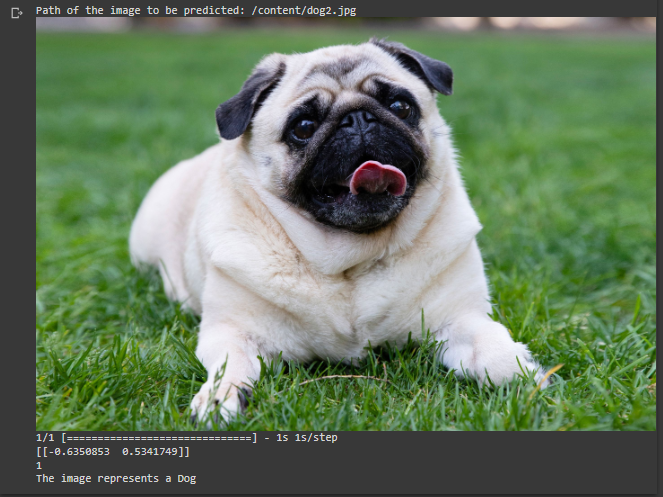 Path of the image to be predicted: /content/dog2.jpg
1/1 [==============================] - 1s 1s/step
[[-0.6350853  0.5341749]]
1
The image represents a Dog